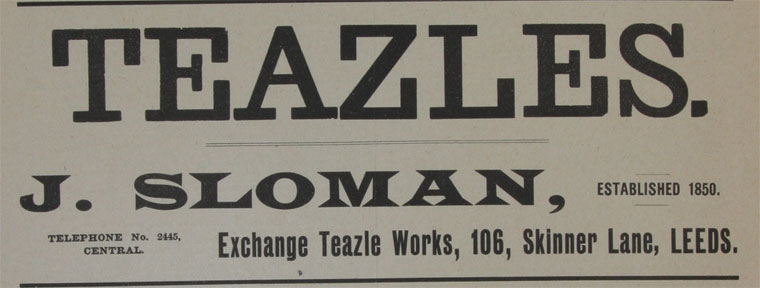 TEAZLES.
J. SLOMAN,
ESTABLISHED 1850.
TELEPHONE No. 2445,
CENTRAL.
Exchange Teazle Works, 106, Skinner Lane, LEEDS.